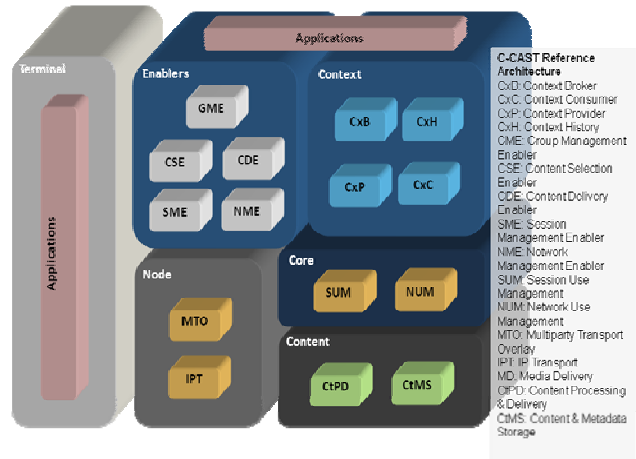 Applications
Terminal
Enablers
Context
GME
CxB
CxH
CSE
CDE
CxP
CxC
SME
NME
Applications
Node
Core
SUM
NUM
MTO
Content
IPT
CtPD
CtMS
C-CAST Reference
Architecture
CxB: Context Broker
CxC: Context Consumer
CxP: Context Provider
CxH: Context History
GME: Group Management
Enabler
CSE: Content Selection
Enabler
CDE: Content Delivery
Enabler
SME: Session
Management Enabler
NME: Network
Management Enabler
SUM: Session Use
Management
NUM: Network Use
Management
MTO: Multiparty Transport
Overlay
IPT: IP Transport
MD: Media Delivery
CtPD: Content Processing
& Delivery
CtMS: Content & Metadata
Storage